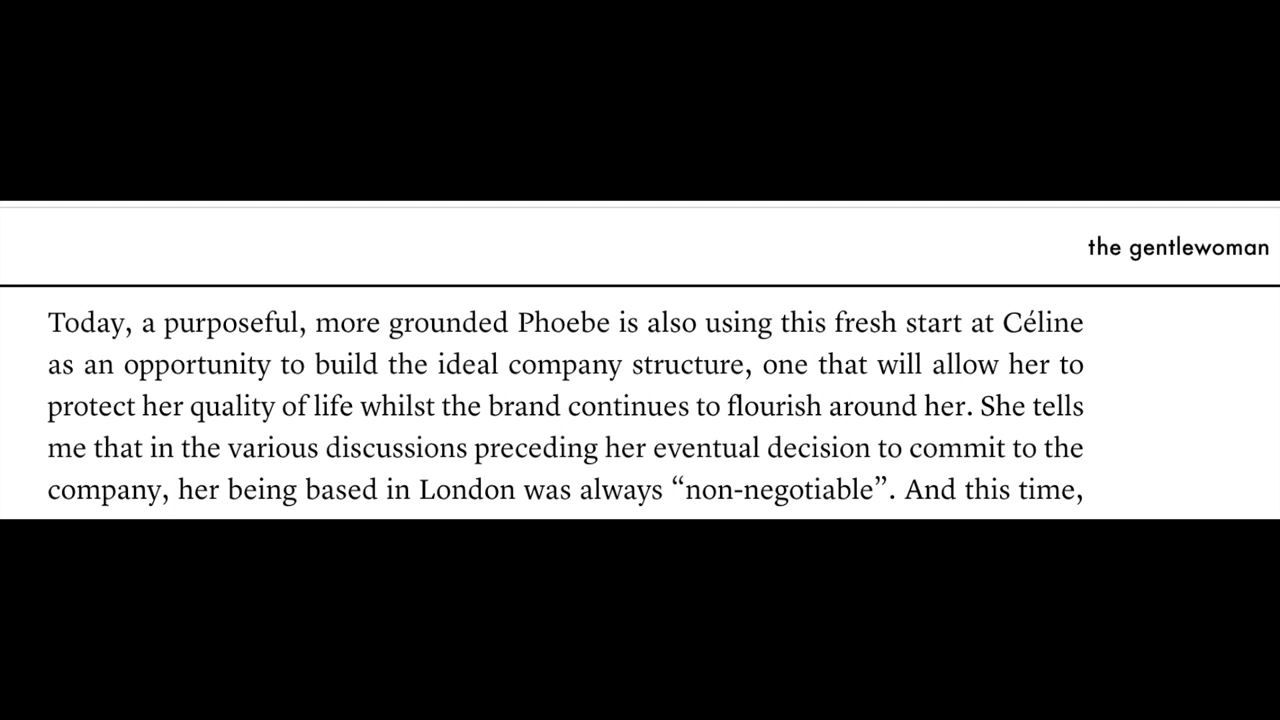 the gentlewoman
Today, a purposeful, more grounded Phoebe is also using this fresh start at Céline
as an opportunity to build the ideal company structure, one that will allow her to
protect her quality of life whilst the brand continues to flourish around her. She tells
me that in the various discussions preceding her eventual decision to commit to the
company, her being based in London was always “non-negotiable”. And this time,